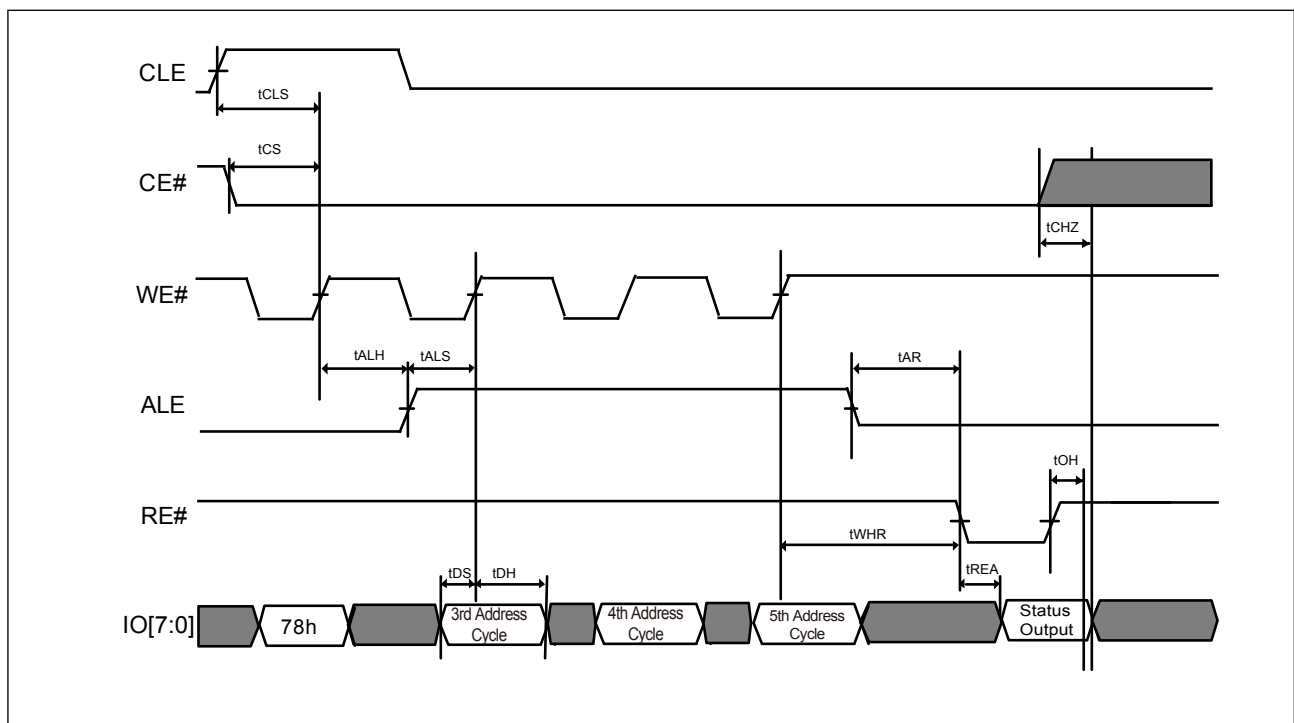 CLE
tCLS
tCS
CE#
tCHZ
WE#
tALH
tALS
tAR
ALE
tOH
RE#
tWHR
tREA
tDS
tDH
IO[7:0]
78h
3rd Address
Cycle
4th Address
Cycle
5th Address
Cycle
Status
Output